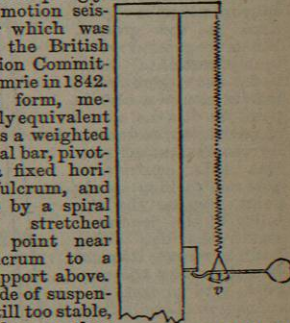 motion seis-
which was
the British
ion Commit-
mrie in 1842.
form, me-
ly equivalent
s a weighted
al bar, pivot-
a fixed hori-
fulcrum, and
by a spiral
stretched
point near
crum to a
pport above.
de of suspen-
till too stable,
v